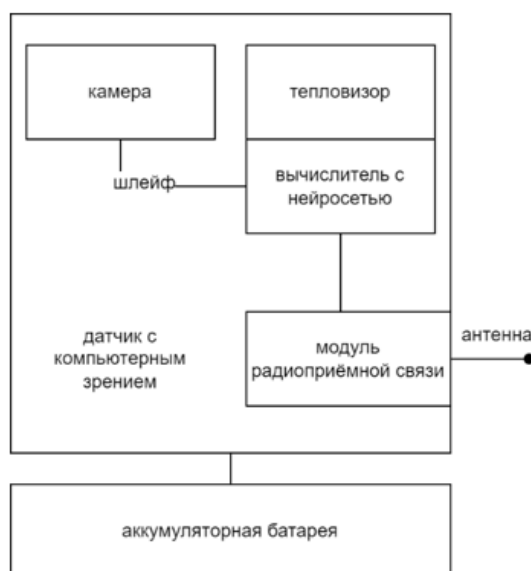 камера
тепловизор
шлейф
вычислитель с
нейросетью
датчик с
компьютерным
зрением
модуль
радиоприёмной связи
антенна
аккумуляторная батарея